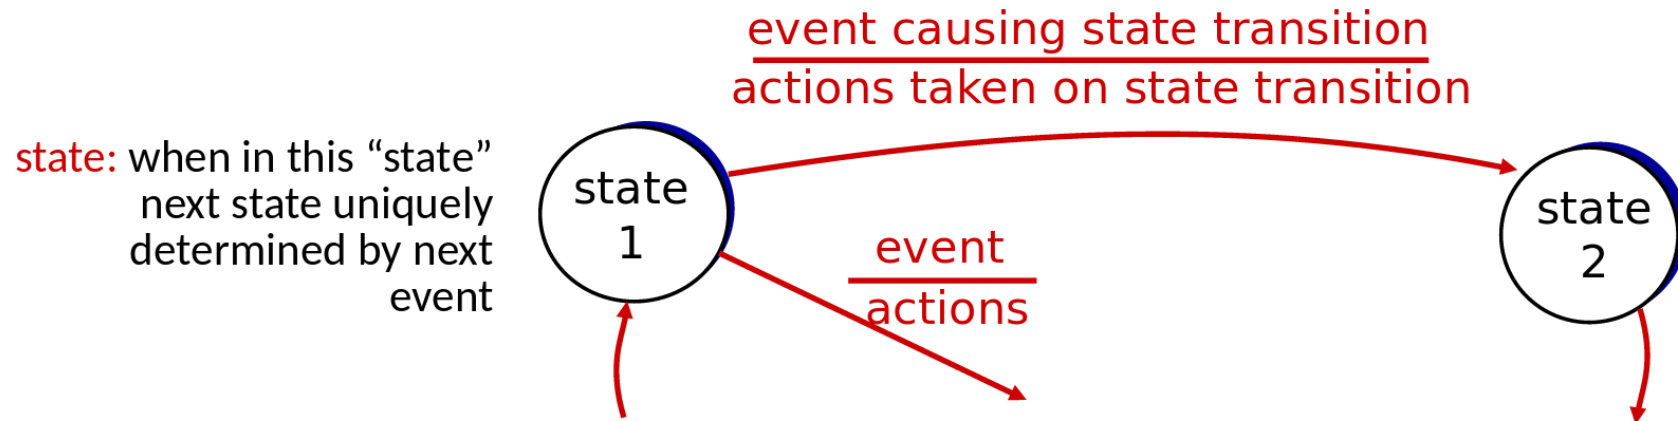 event causing state transition
actions taken on state transition
state: when in this “state”
next state uniquely
determined by next
event
state
1
event
actions
state
2